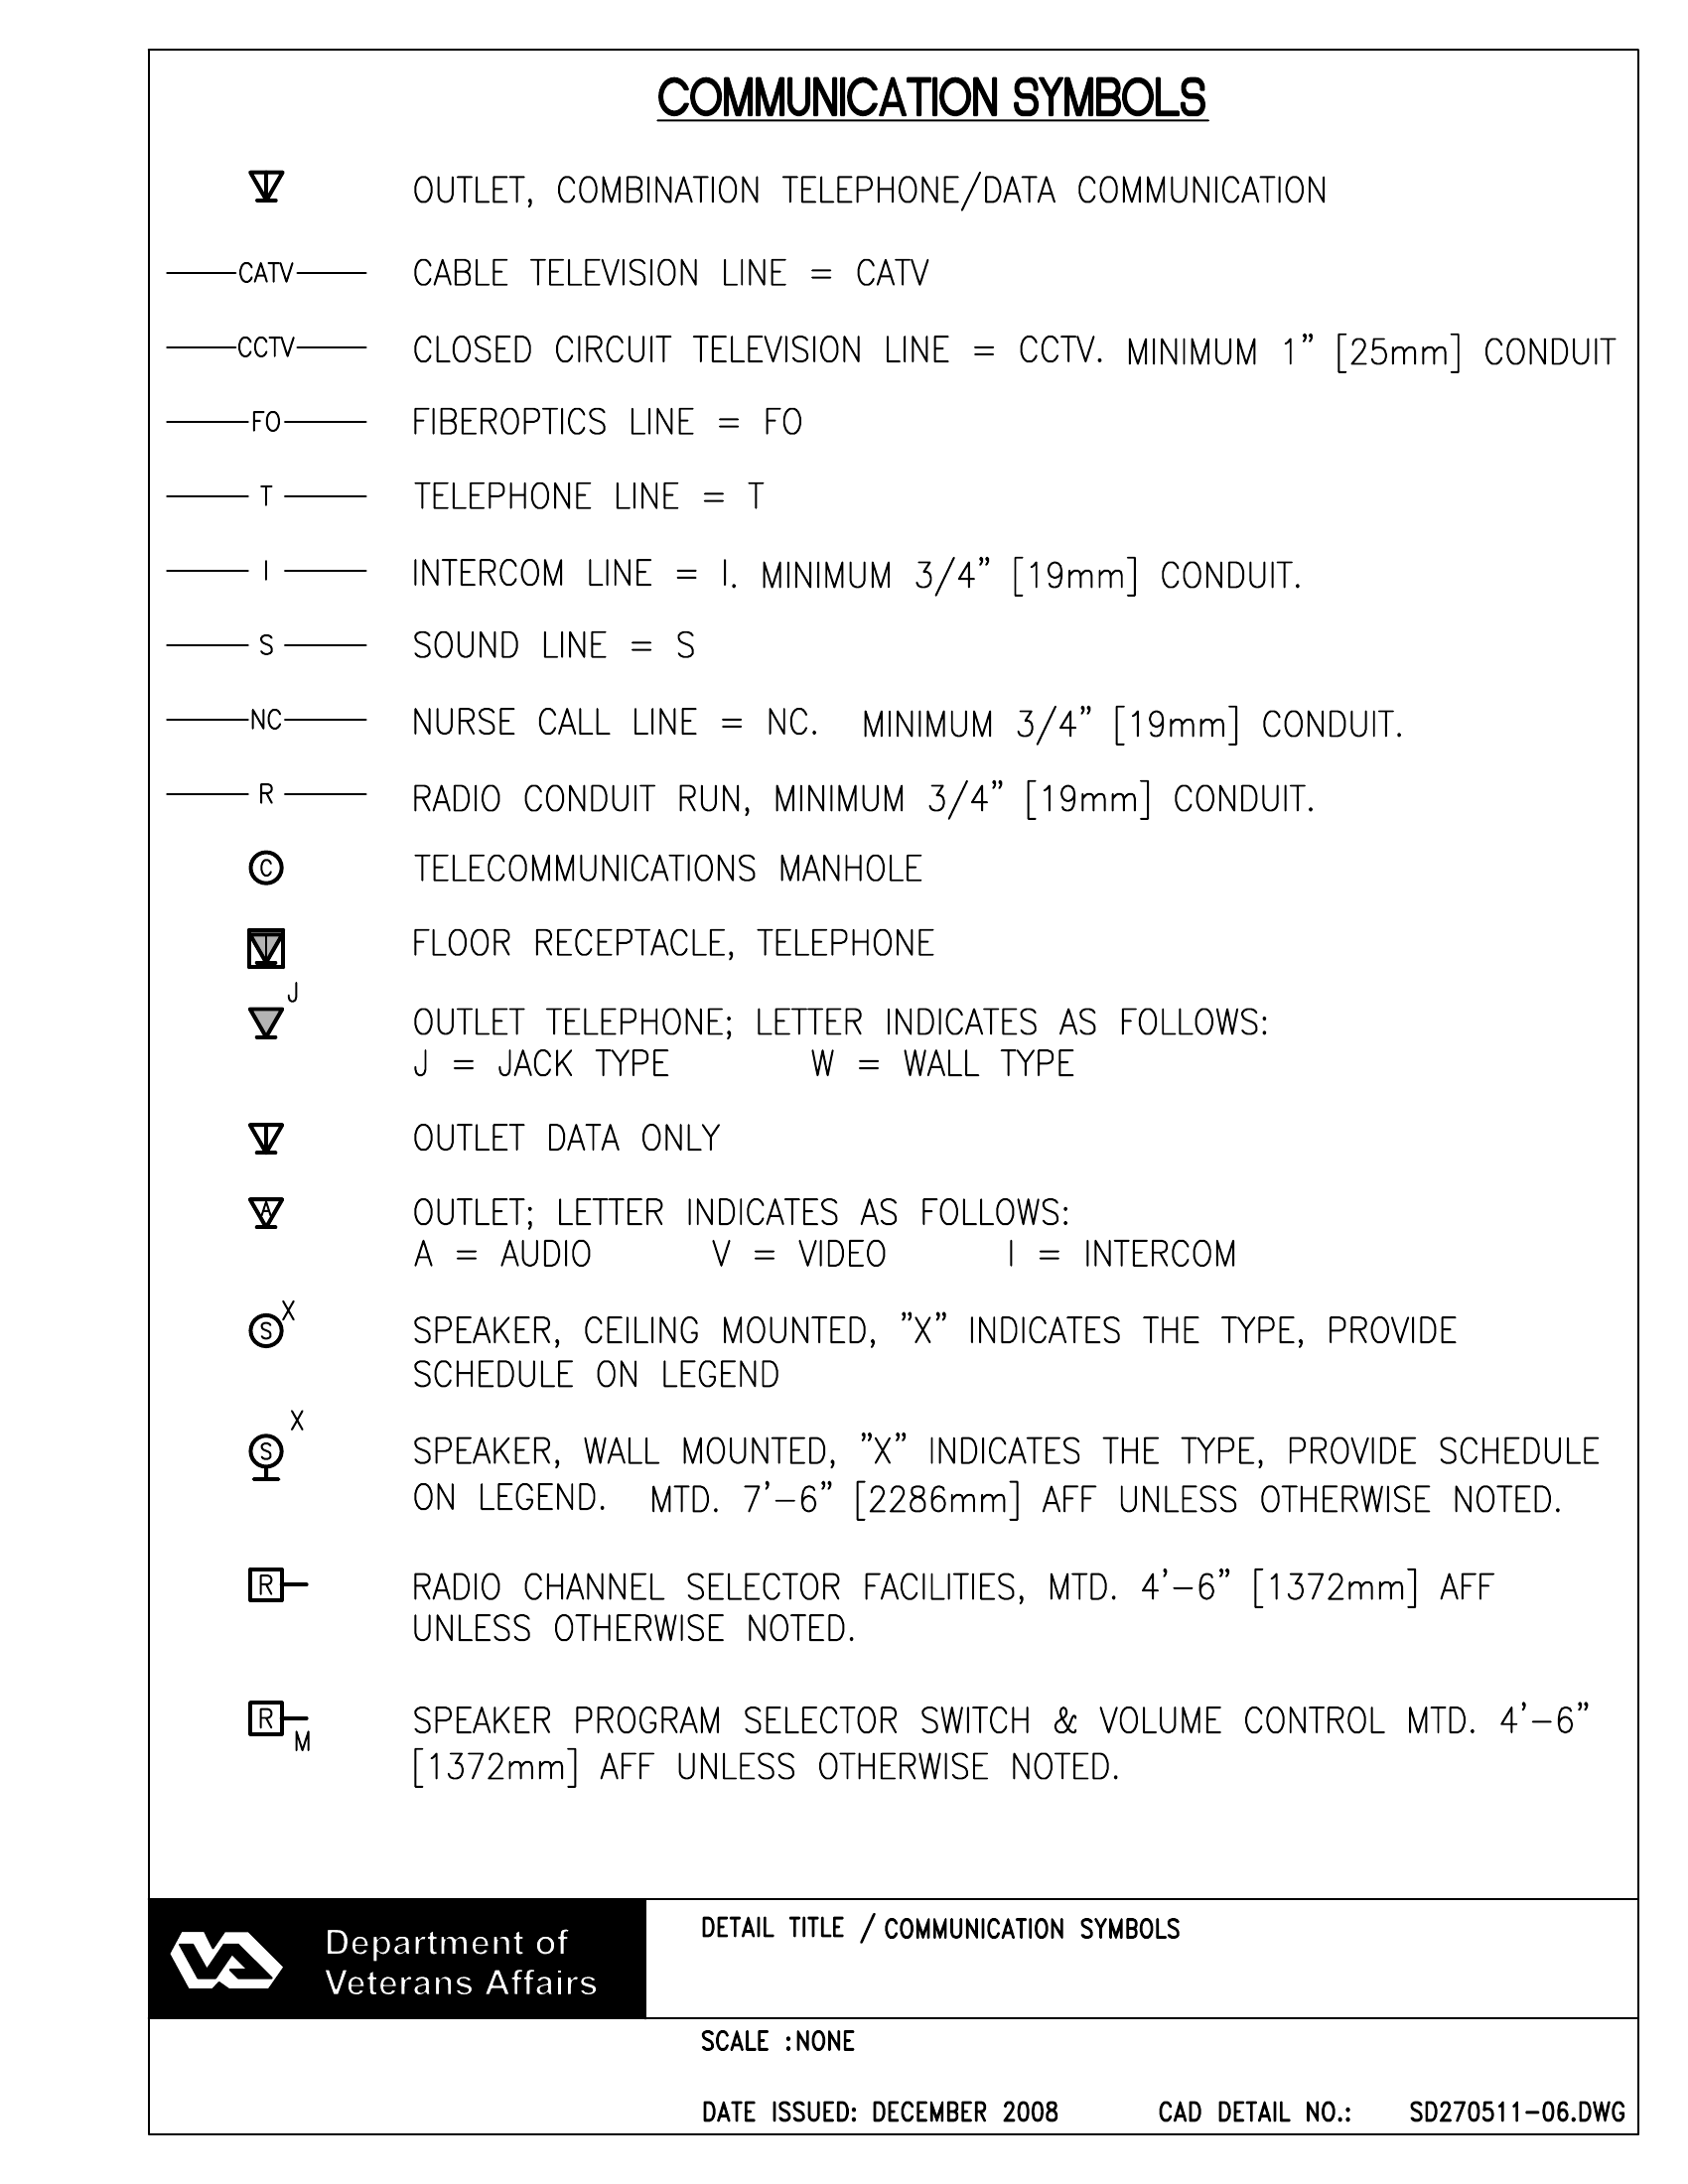 COMMUNICATION SYMBOLS
OUTLET, COMBINATION TELEPHONE/DATA COMMUNICATION
CATV CABLE TELEVISION LINE = CATV
CCTV CLOSED CIRCUIT TELEVISION LINE = CCTV. MINIMUM 1" [25mm] CONDUIT
FO FIBEROPTICS LINE = FO
T TELEPHONE LINE = T
I INTERCOM LINE = I. MINIMUM 3/4" [19mm] CONDUIT.
S SOUND LINE = S
NC NURSE CALL LINE = NC. MINIMUM 3/4" [19mm] CONDUIT.
R RADIO CONDUIT RUN, MINIMUM 3/4" [19mm] CONDUIT.
C TELECOMMUNICATIONS MANHOLE
FLOOR RECEPTACLE, TELEPHONE
J
OUTLET TELEPHONE; LETTER INDICATES AS FOLLOWS:
J = JACK TYPE W = WALL TYPE
OUTLET DATA ONLY
A OUTLET; LETTER INDICATES AS FOLLOWS:
A = AUDIO V = VIDEO I = INTERCOM
S X SPEAKER, CEILING MOUNTED, "X" INDICATES THE TYPE, PROVIDE
SCHEDULE ON LEGEND
X
S SPEAKER, WALL MOUNTED, "X" INDICATES THE TYPE, PROVIDE SCHEDULE
ON LEGEND. MTD. 7'-6" [2286mm] AFF UNLESS OTHERWISE NOTED.
R RADIO CHANNEL SELECTOR FACILITIES, MTD. 4'-6" [1372mm] AFF
UNLESS OTHERWISE NOTED.
R M SPEAKER PROGRAM SELECTOR SWITCH & VOLUME CONTROL MTD. 4'-6"
[1372mm] AFF UNLESS OTHERWISE NOTED.
VA Department of
Veterans Affairs
DETAIL TITLE / COMMUNICATION SYMBOLS
SCALE :NONE
DATE ISSUED: DECEMBER 2008 CAD DETAIL NO.: SD270511-06.DWG